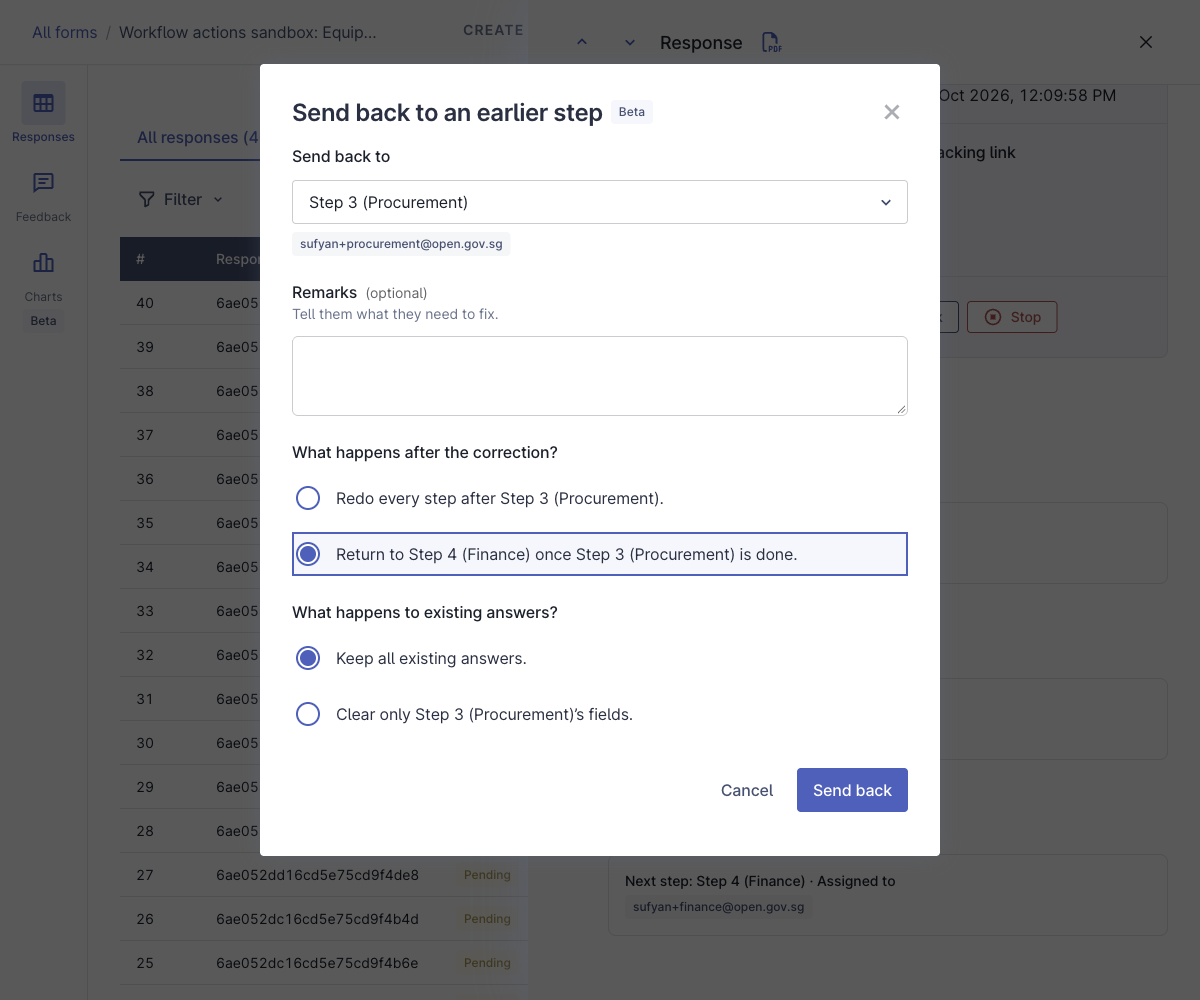 All forms / Workflow actions sandbox: Equip...
CREATE
Response
PDF
Responses
Feedback
Charts
Beta
All responses (4
Filter
# Respo
40 6ae05
39 6ae05
38 6ae05
37 6ae05
36 6ae05
35 6ae05
34 6ae05
33 6ae05
32 6ae05
31 6ae05
30 6ae05
29 6ae05
28 6ae05
27 6ae052dd16cd5e75cd9f4de8 Pending
26 6ae052dc16cd5e75cd9f4b4d Pending
25 6ae052dc16cd5e75cd9f4b6e Pending
Send back to an earlier step Beta
Send back to
Step 3 (Procurement)
sufyan+procurement@open.gov.sg
Remarks (optional)
Tell them what they need to fix.
What happens after the correction?
Redo every step after Step 3 (Procurement).
Return to Step 4 (Finance) once Step 3 (Procurement) is done.
What happens to existing answers?
Keep all existing answers.
Clear only Step 3 (Procurement)’s fields.
Cancel
Send back
Oct 2026, 12:09:58 PM
acking link
Stop
Next step: Step 4 (Finance) · Assigned to
sufyan+finance@open.gov.sg